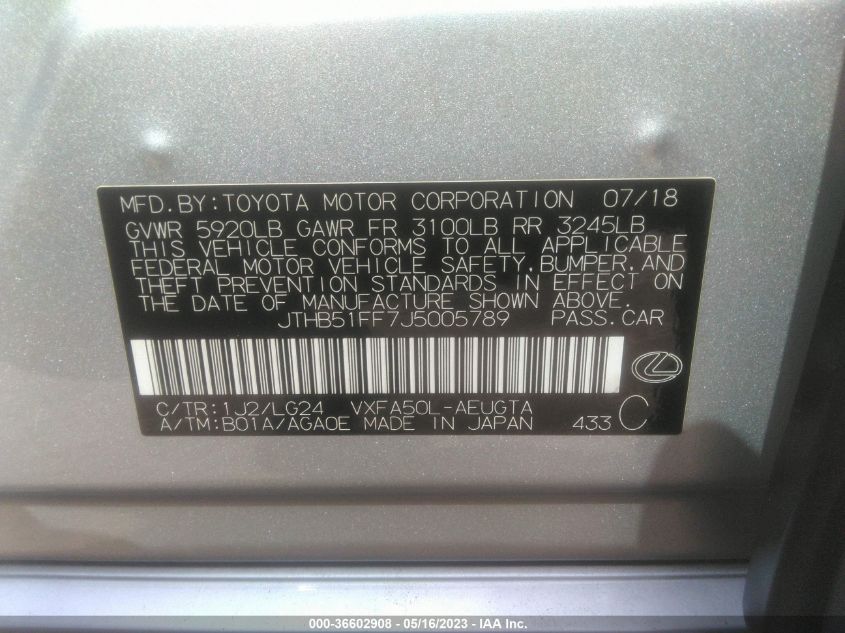 MFD.BY:TOYOTA MOTOR CORPORATION 07/18
GVWR 5920LB GAWR FR 3100LB RR 3245LB
THIS VEHICLE CONFORMS TO ALL APPLICABLE
FEDERAL MOTOR VEHICLE SAFETY,BUMPER,AND
THEFT PREVENTION STANDARDS IN EFFECT ON
THE DATE OF MANUFACTURE SHOWN ABOVE.
JTHB51FF7J5005789 PASS.CAR
C/TR:1J2/LG24 VXFA50L-AEUGTA
A/TM:B01A/AGA0E MADE IN JAPAN 433 C
000-36602908 - 05/16/2023 - IAA Inc.